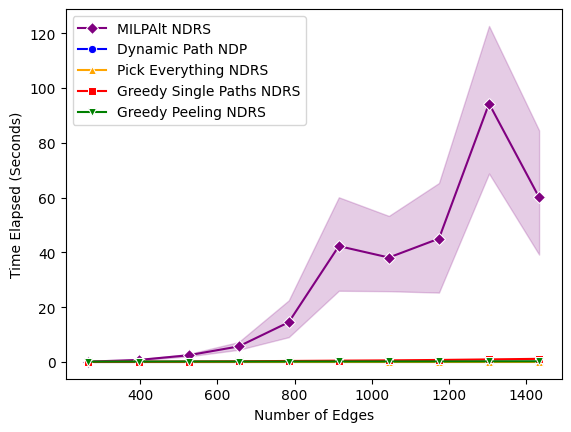 MILPAlt NDRS
Dynamic Path NDP
Pick Everything NDRS
Greedy Single Paths NDRS
Greedy Peeling NDRS
Time Elapsed (Seconds)
120
100
80
60
40
20
0
400 600 800 1000 1200 1400
Number of Edges